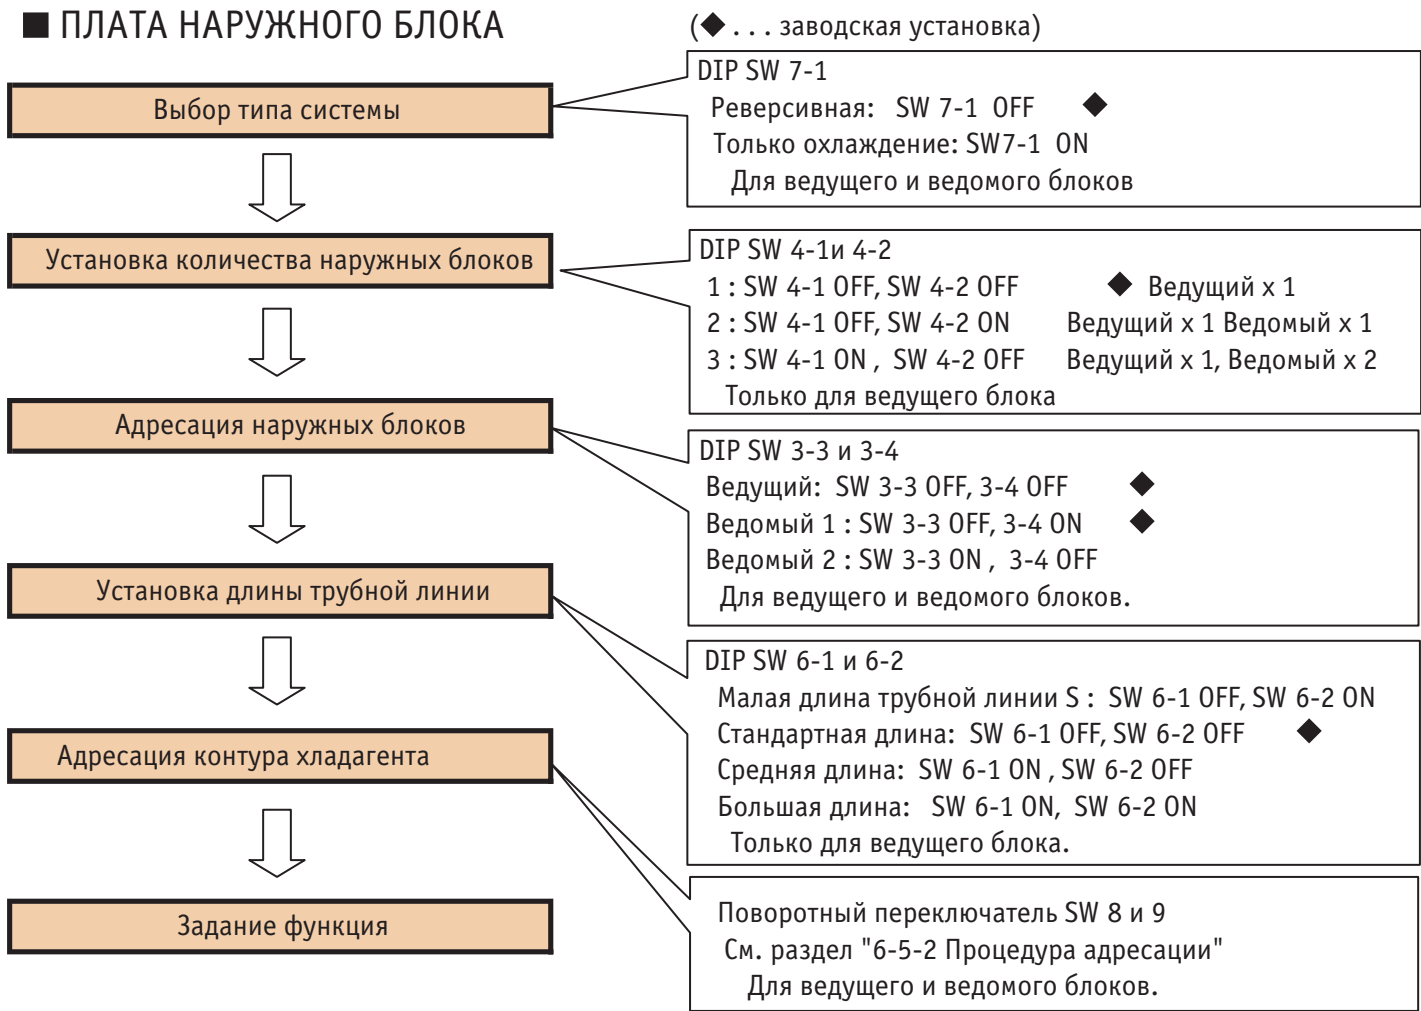 ■ ПЛАТА НАРУЖНОГО БЛОКА
(◆ . . . заводская установка)
Выбор типа системы
DIP SW 7-1
Реверсивная: SW 7-1 OFF ◆
Только охлаждение: SW7-1 ON
Для ведущего и ведомого блоков
Установка количества наружных блоков
DIP SW 4-1и 4-2
1 : SW 4-1 OFF, SW 4-2 OFF ◆ Ведущий x 1
2 : SW 4-1 OFF, SW 4-2 ON Ведущий x 1 Ведомый x 1
3 : SW 4-1 ON , SW 4-2 OFF Ведущий x 1, Ведомый x 2
Только для ведущего блока
Адресация наружных блоков
DIP SW 3-3 и 3-4
Ведущий: SW 3-3 OFF, 3-4 OFF ◆
Ведомый 1 : SW 3-3 OFF, 3-4 ON ◆
Ведомый 2 : SW 3-3 ON , 3-4 OFF
Для ведущего и ведомого блоков.
Установка длины трубной линии
DIP SW 6-1 и 6-2
Малая длина трубной линии S : SW 6-1 OFF, SW 6-2 ON
Стандартная длина: SW 6-1 OFF, SW 6-2 OFF ◆
Средняя длина: SW 6-1 ON , SW 6-2 OFF
Большая длина: SW 6-1 ON, SW 6-2 ON
Только для ведущего блока.
Адресация контура хладагента
Поворотный переключатель SW 8 и 9
См. раздел "6-5-2 Процедура адресации"
Для ведущего и ведомого блоков.
Задание функция